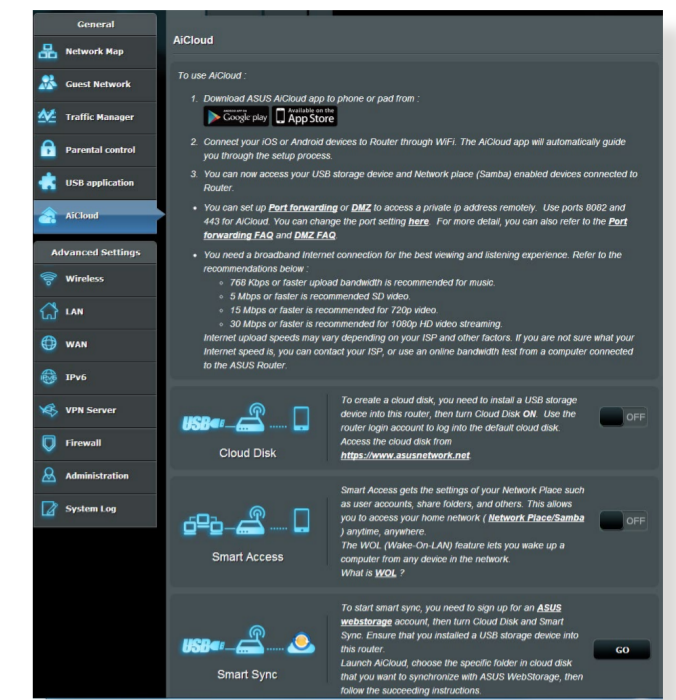 General
Network Map
Guest Network
Traffic Manager
Parental control
USB application
AiCloud
Advanced Settings
Wireless
LAN
WAN
IPv6
VPN Server
Firewall
Administration
System Log
AiCloud
To use AiCloud :
1. Download ASUS AiCloud app to phone or pad from :
Google play
Available on the
App Store
2. Connect your iOS or Android devices to Router through WiFi. The AiCloud app will automatically guide
you through the setup process.
3. You can now access your USB storage device and Network place (Samba) enabled devices connected to
Router.
• You can set up Port forwarding or DMZ to access a private ip address remotely. Use ports 8082 and
443 for AiCloud. You can change the port setting here. For more detail, you can also refer to the Port
forwarding FAQ and DMZ FAQ.
• You need a broadband Internet connection for the best viewing and listening experience. Refer to the
recommendations below :
◦ 768 Kbps or faster upload bandwidth is recommended for music.
◦ 5 Mbps or faster is recommended SD video.
◦ 15 Mbps or faster is recommended for 720p video.
◦ 30 Mbps or faster is recommended for 1080p HD video streaming.
Internet upload speeds may vary depending on your ISP and other factors. If you are not sure what your
Internet speed is, you can contact your ISP, or use an online bandwidth test from a computer connected
to the ASUS Router.
USB
Cloud Disk
To create a cloud disk, you need to install a USB storage
device into this router, then turn Cloud Disk ON. Use the
router login account to log into the default cloud disk.
Access the cloud disk from
https://www.asusnetwork.net.
OFF
Smart Access
Smart Access gets the settings of your Network Place such
as user accounts, share folders, and others. This allows
you to access your home network ( Network Place/Samba
) anytime, anywhere.
The WOL (Wake-On-LAN) feature lets you wake up a
computer from any device in the network.
What is WOL ?
OFF
USB
Smart Sync
To start smart sync, you need to sign up for an ASUS
webstorage account, then turn Cloud Disk and Smart
Sync. Ensure that you installed a USB storage device into
this router.
Launch AiCloud, choose the specific folder in cloud disk
that you want to synchronize with ASUS WebStorage, then
follow the succeeding instructions.
GO